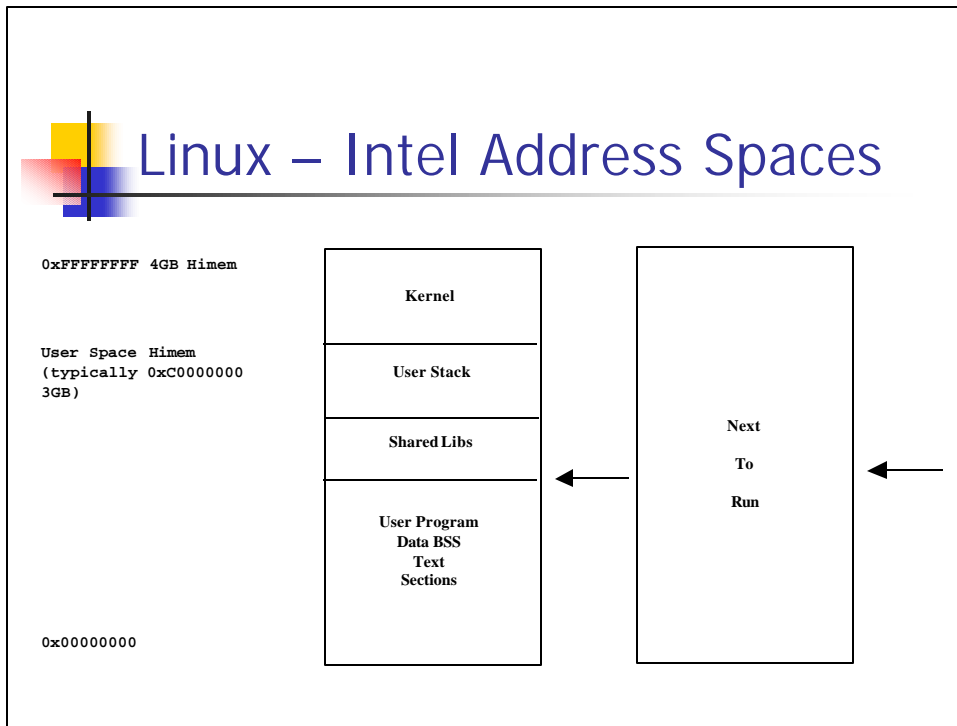 Linux – Intel Address Spaces
0xFFFFFFFF 4GB Himem
Kernel
User Space Himem
(typically 0xC0000000
3GB)
User Stack
Shared Libs
User Program
Data BSS
Text
Sections
0x00000000
Next
To
Run